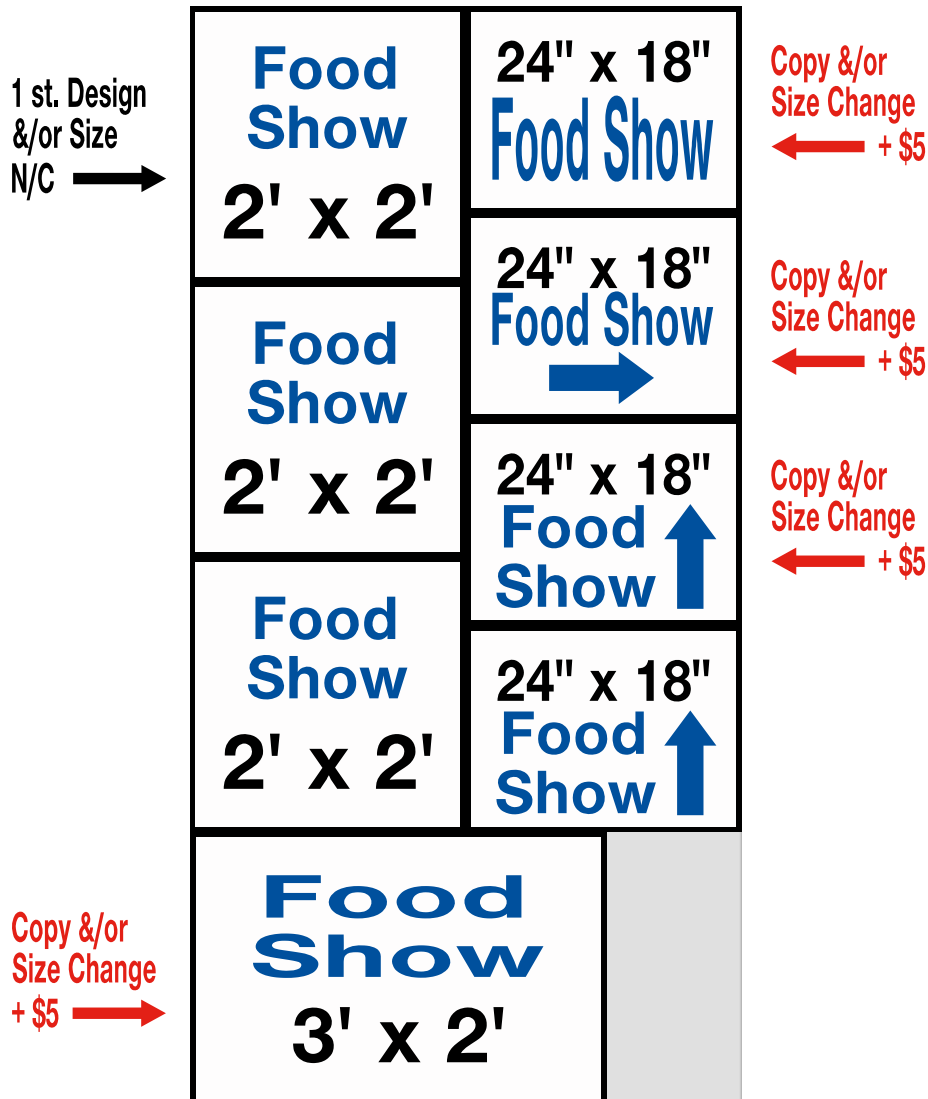 1 st. Design
&/or Size
N/C
Food
Show
2' x 2'
24" x 18"
Food Show
Copy &/or
Size Change
+ $5
24" x 18"
Food Show
Copy &/or
Size Change
+ $5
Food
Show
2' x 2'
24" x 18"
Food
Show
Copy &/or
Size Change
+ $5
Food
Show
2' x 2'
24" x 18"
Food
Show
Copy &/or
Size Change
+ $5
Food
Show
3' x 2'